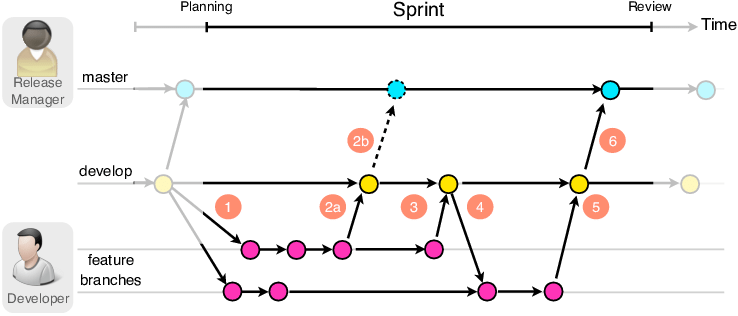 Planning
Sprint
Review
Time
Release
Manager
master
2b
6
develop
1
2a
3
4
5
feature
branches
Developer